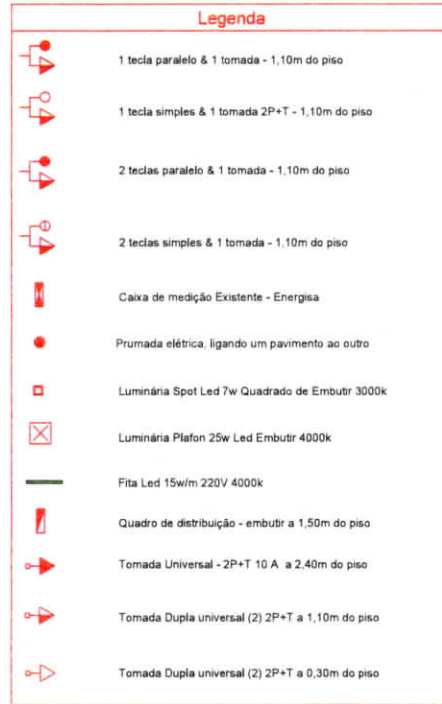 Legenda
1 tecla paralelo & 1 tomada - 1,10m do piso
1 tecla simples & 1 tomada 2P+T - 1,10m do piso
2 teclas paralelo & 1 tomada - 1,10m do piso
2 teclas simples & 1 tomada - 1,10m do piso
Caixa de medição Existente - Energisa
Prumada elétrica, ligando um pavimento ao outro
Luminária Spot Led 7w Quadrado de Embutir 3000k
Luminária Plafon 25w Led Embutir 4000k
Fita Led 15w/m 220V 4000k
Quadro de distribuição - embutir a 1,50m do piso
Tomada Universal - 2P+T 10 A a 2,40m do piso
Tomada Dupla universal (2) 2P+T a 1,10m do piso
Tomada Dupla universal (2) 2P+T a 0,30m do piso